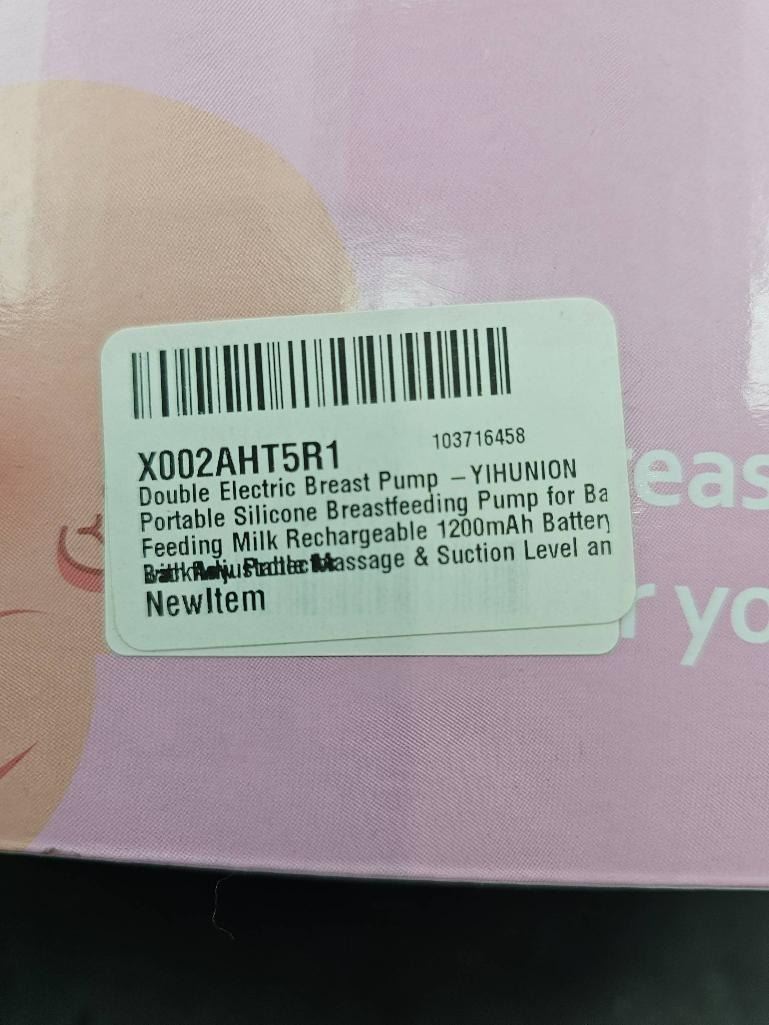 103716458
X002AHT5R1
Double Electric Breast Pump – YIHUNION
Portable Silicone Breastfeeding Pump for Ba
Feeding Milk Rechargeable 1200mAh Battery
Massage & Suction Level an
NewItem
reas
r yo